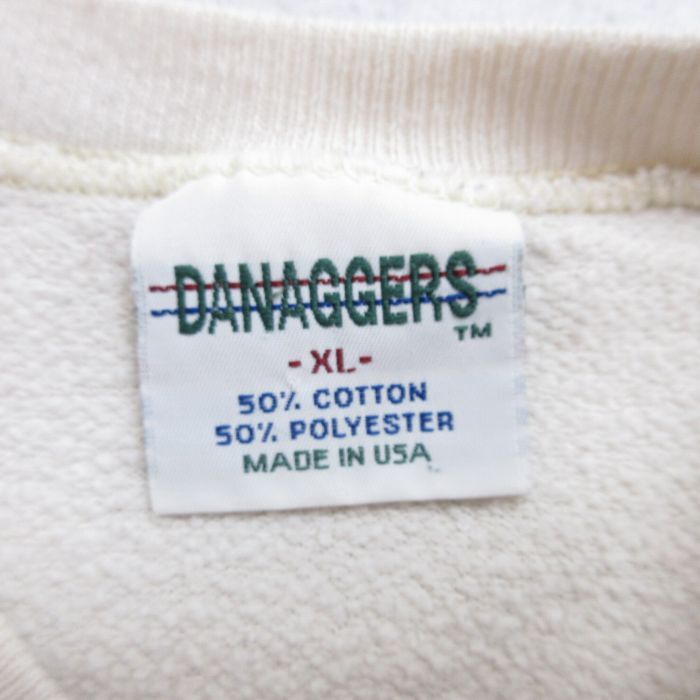 DANAGGERS
TM
-XL-
50% COTTON
50% POLYESTER
MADE IN USA